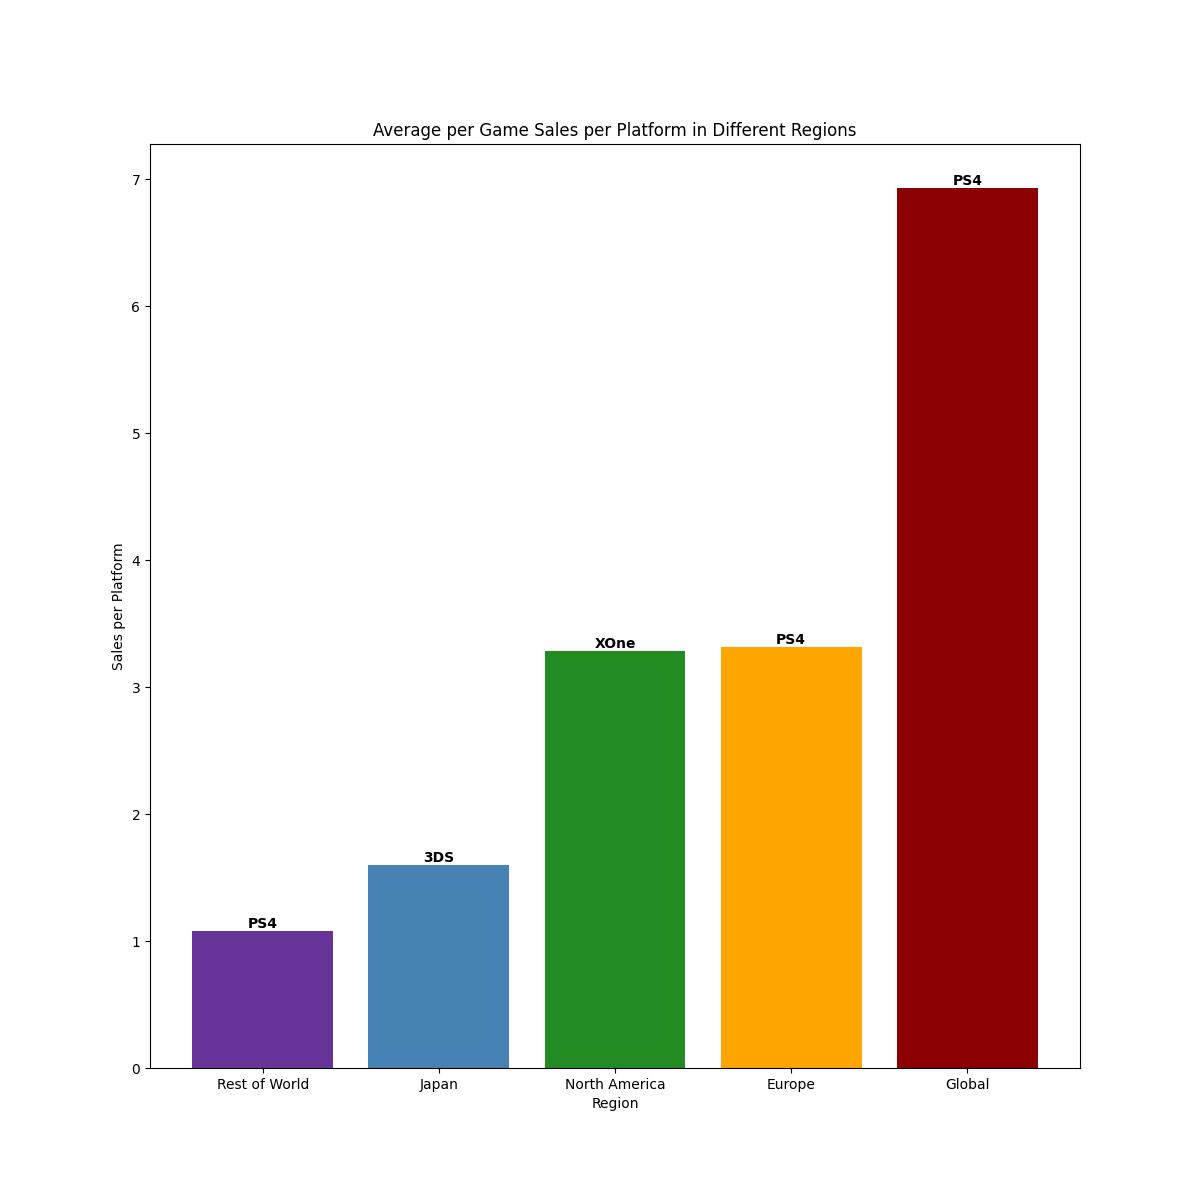 Average per Game Sales per Platform in Different Regions
Sales per Platform
7
6
5
4
3
2
1
0
PS4
3DS
XOne
PS4
PS4
Rest of World
Japan
North America
Europe
Global
Region